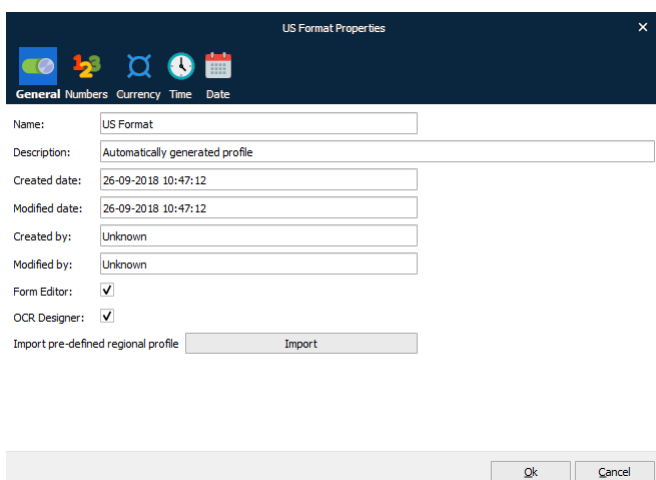 US Format Properties
General Numbers Currency Time Date
Name: US Format
Description: Automatically generated profile
Created date: 26-09-2018 10:47:12
Modified date: 26-09-2018 10:47:12
Created by: Unknown
Modified by: Unknown
Form Editor:
OCR Designer:
Import pre-defined regional profile Import
Ok Cancel